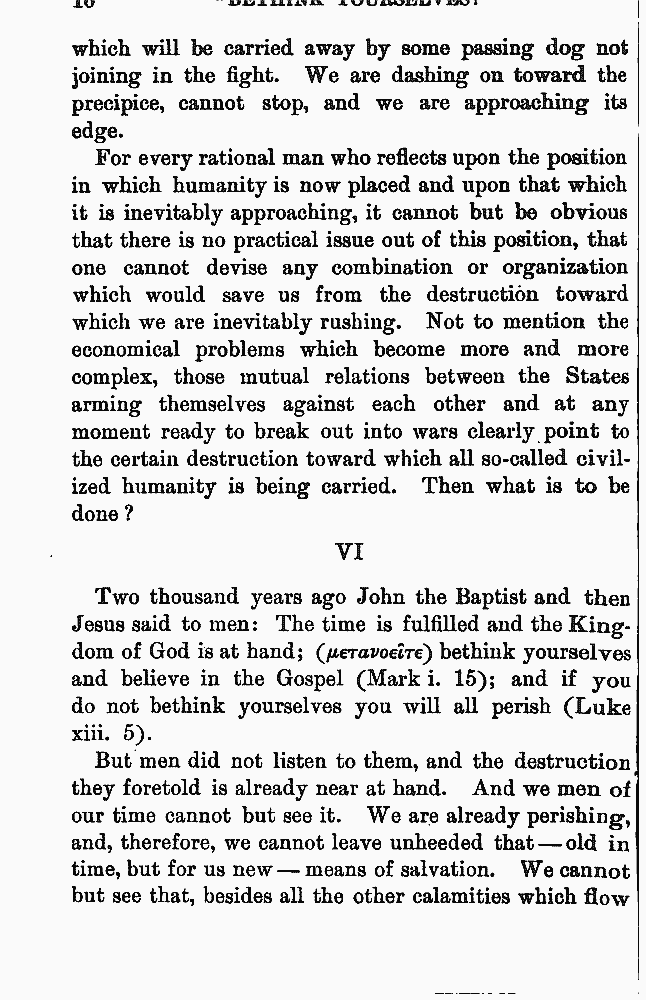 which will be carried away by some passing dog not
joining in the fight. We are dashing on toward the
precipice, cannot stop, and we are approaching its
edge.
For every rational man who reflects upon the position
in which humanity is now placed and upon that which
it is inevitably approaching, it cannot but be obvious
that there is no practical issue out of this position, that
one cannot devise any combination or organization
which would save us from the destruction toward
which we are inevitably rushing. Not to mention the
economical problems which become more and more
complex, those mutual relations between the States
arming themselves against each other and at any
moment ready to break out into wars clearly point to
the certain destruction toward which all so-called civil-
ized humanity is being carried. Then what is to be
done?
VI
Two thousand years ago John the Baptist and then
Jesus said to men: The time is fulfilled and the King-
dom of God is at hand; (μετανοεῖτε) bethink yourselves
and believe in the Gospel (Mark i. 15); and if you
do not bethink yourselves you will all perish (Luke
xiii. 5).
But men did not listen to them, and the destruction
they foretold is already near at hand. And we men of
our time cannot but see it. We are already perishing,
and, therefore, we cannot leave unheeded that — old in
time, but for us new — means of salvation. We cannot
but see that, besides all the other calamities which flow